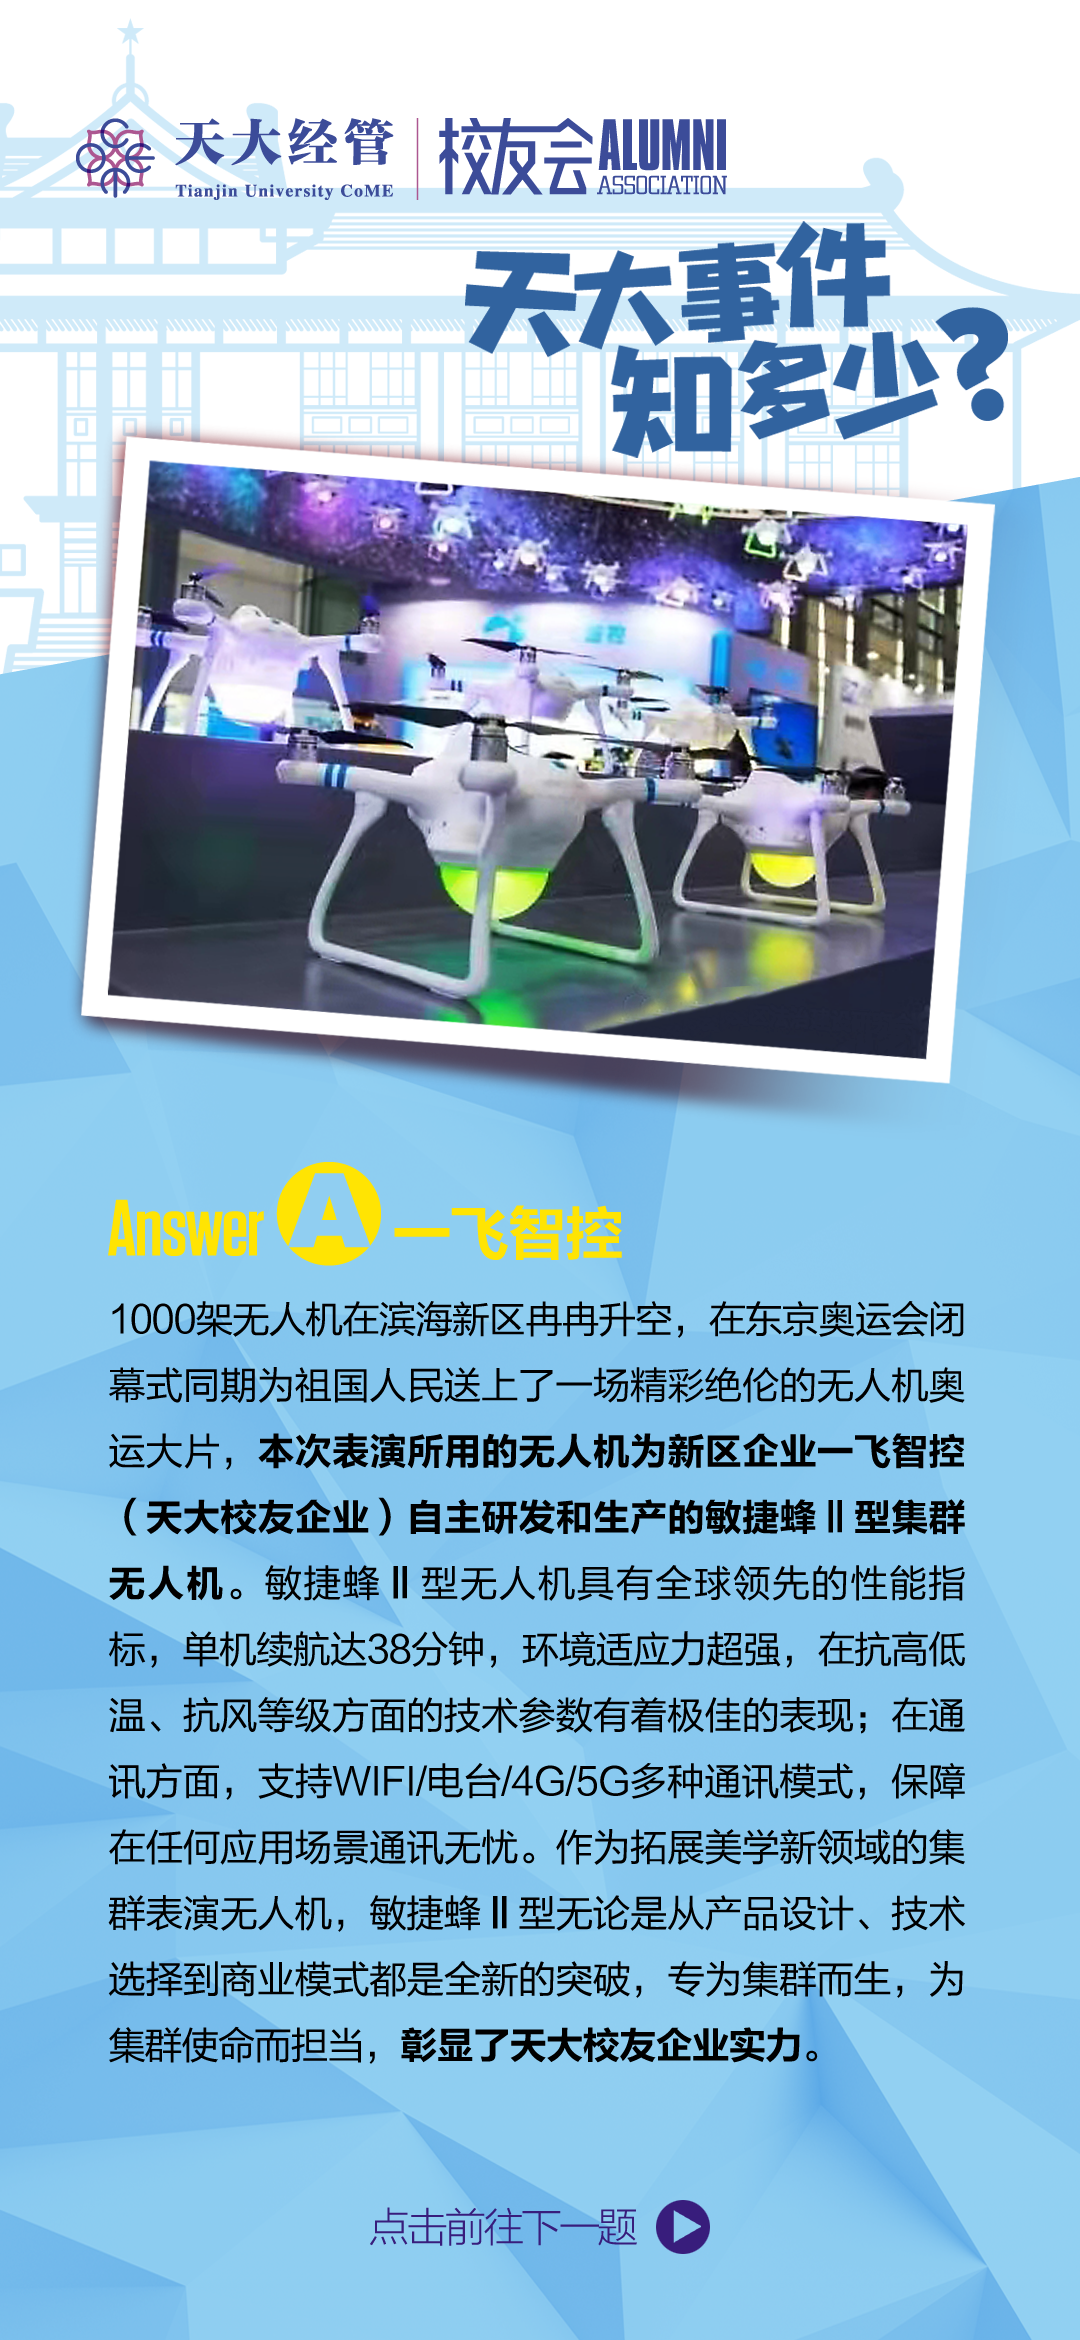 天大经管
Tianjin University CoME
校友会 ALUMNI
ASSOCIATION
天大事件
知多少?
Answer A 一飞智控
1000架无人机在滨海新区冉冉升空，在东京奥运会闭
幕式同期为祖国人民送上了一场精彩绝伦的无人机奥
运大片，本次表演所用的无人机为新区企业一飞智控
（天大校友企业）自主研发和生产的敏捷蜂Ⅱ型集群
无人机。敏捷蜂Ⅱ型无人机具有全球领先的性能指
标，单机续航达38分钟，环境适应力超强，在抗高低
温、抗风等级方面的技术参数有着极佳的表现；在通
讯方面，支持WIFI/电台/4G/5G多种通讯模式，保障
在任何应用场景通讯无忧。作为拓展美学新领域的集
群表演无人机，敏捷蜂Ⅱ型无论是从产品设计、技术
选择到商业模式都是全新的突破，专为集群而生，为
集群使命而担当，彰显了天大校友企业实力。
点击前往下一题